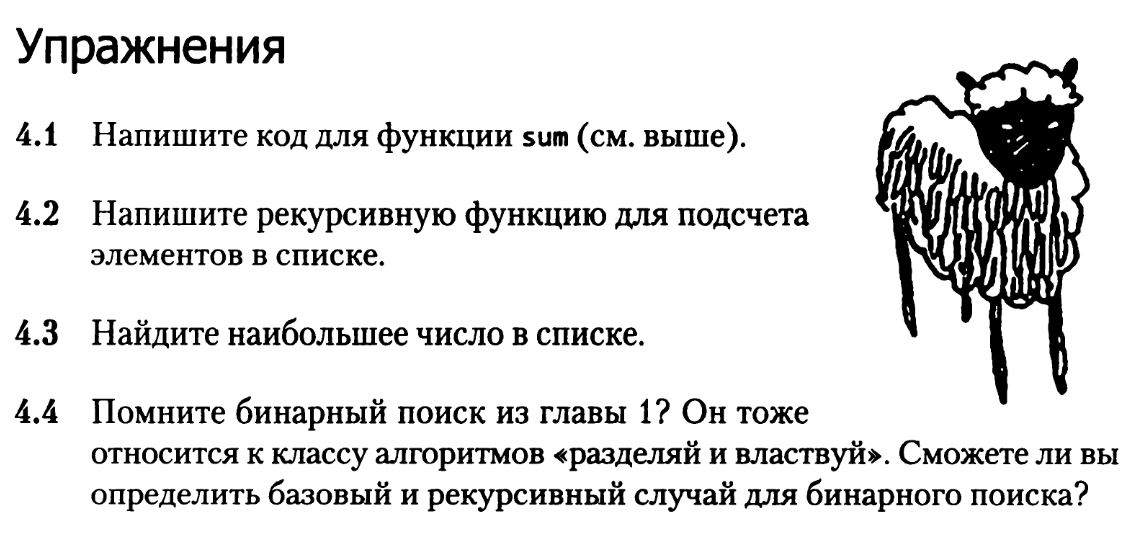 Упражнения
4.1 Напишите код для функции sum (см. выше).
4.2 Напишите рекурсивную функцию для подсчета
элементов в списке.
4.3 Найдите наибольшее число в списке.
4.4 Помните бинарный поиск из главы 1? Он тоже
относится к классу алгоритмов «разделяй и властвуй». Сможете ли вы
определить базовый и рекурсивный случай для бинарного поиска?